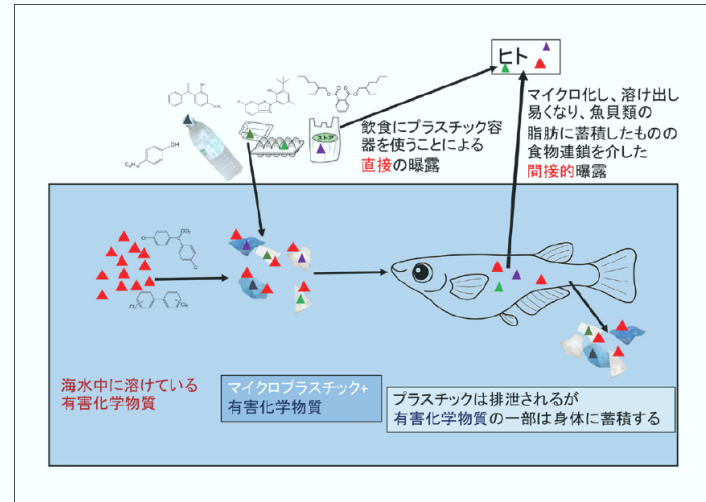 ヒト
飲食にプラスチック容
器を使うことによる
直接の曝露
マイクロ化し、溶け出し
易くなり、魚貝類の
脂肪に蓄積したものの
食物連鎖を介した
間接的曝露
海水中に溶けている
有害化学物質
マイクロプラスチック+
有害化学物質
プラスチックは排泄されるが
有害化学物質の一部は身体に蓄積する